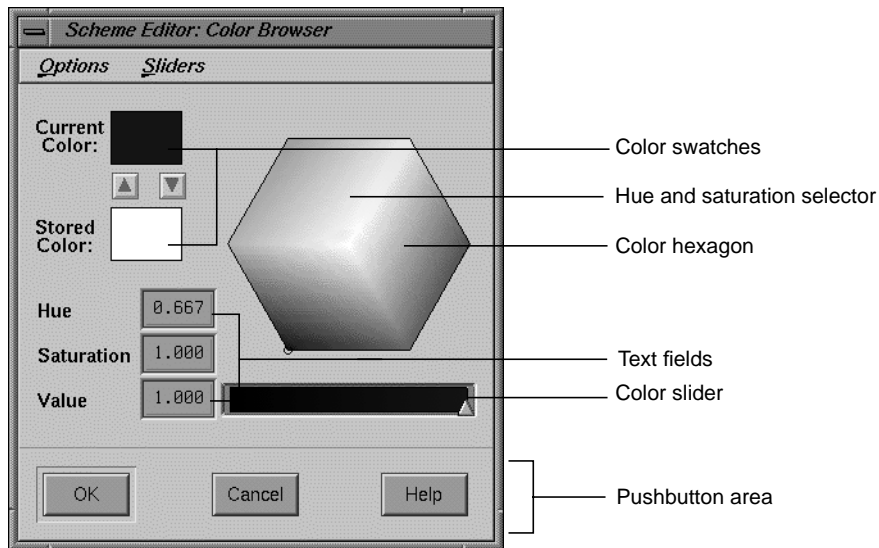 Scheme Editor: Color Browser
Options Sliders
Current
Color:
Stored
Color:
Hue 0.667
Saturation 1.000
Value 1.000
OK Cancel Help
Color swatches
Hue and saturation selector
Color hexagon
Text fields
Color slider
Pushbutton area